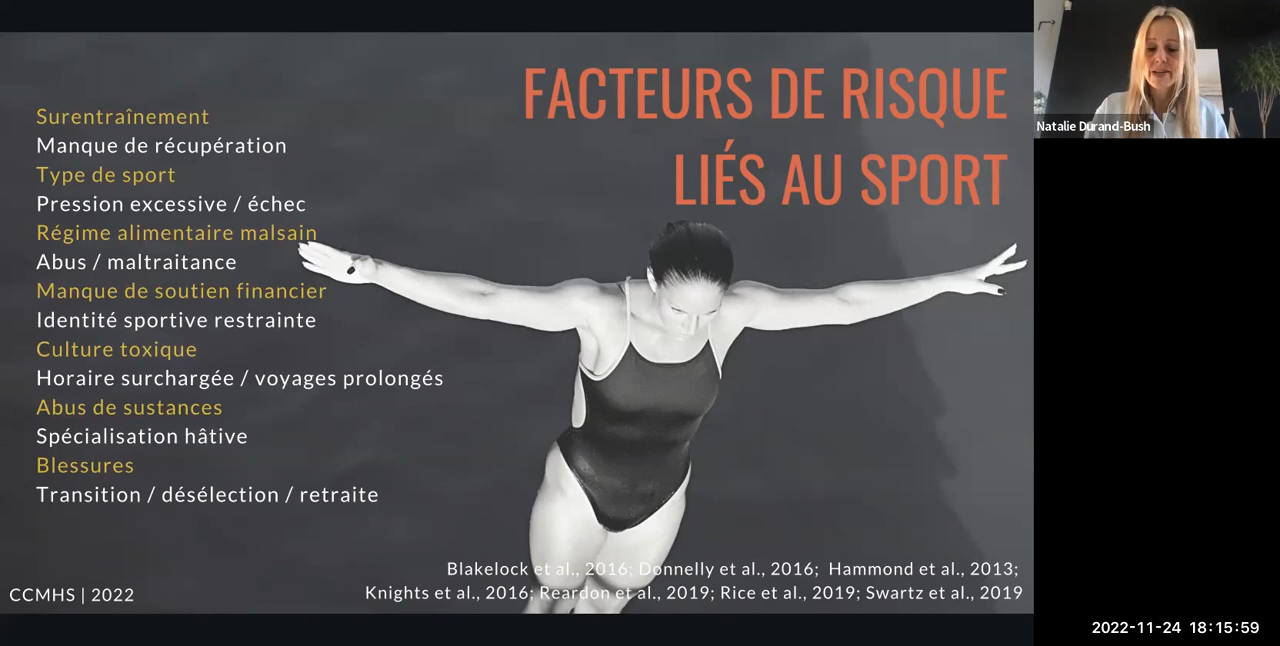 FACTEURS DE RISQUE
LIÉS AU SPORT
Surentraînement
Manque de récupération
Type de sport
Pression excessive / échec
Régime alimentaire malsain
Abus / maltraitance
Manque de soutien financier
Identité sportive restrainte
Culture toxique
Horaire surchargée / voyages prolongés
Abus de sustances
Spécialisation hâtive
Blessures
Transition / désélection / retraite
Blakelock et al., 2016; Donnelly et al., 2016; Hammond et al., 2013;
Knights et al., 2016; Reardon et al., 2019; Rice et al., 2019; Swartz et al., 2019
CCMHS | 2022
Natalie Durand-Bush
2022-11-24 18:15:59